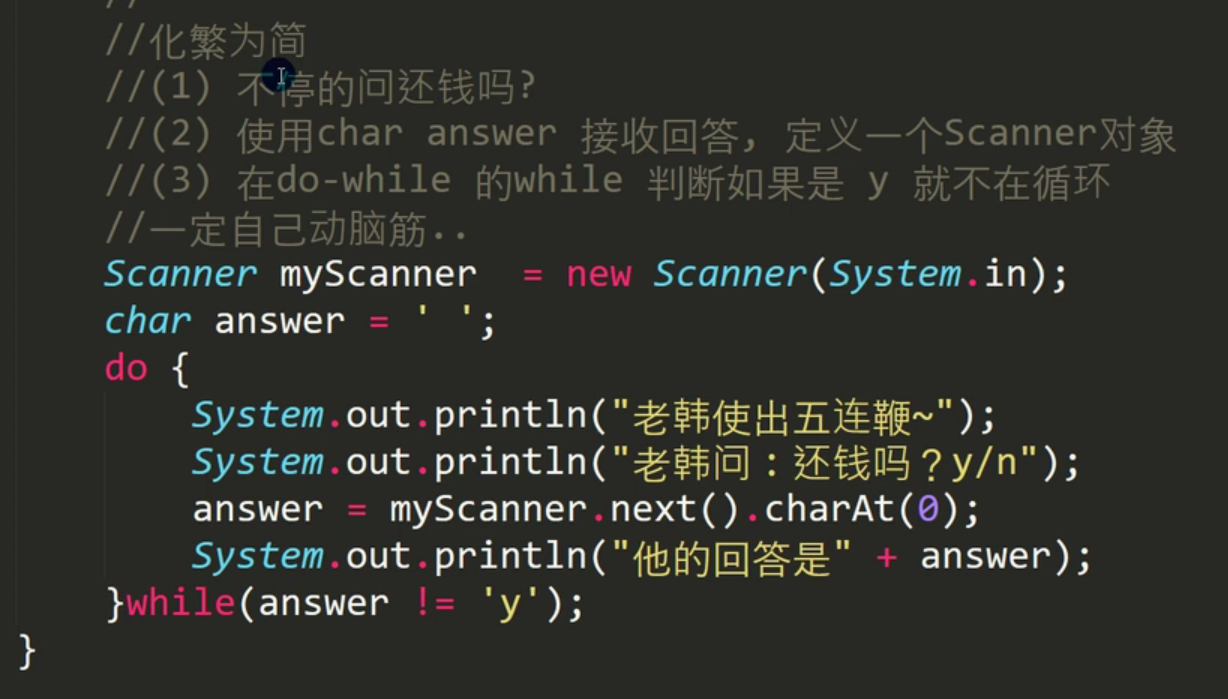 //
//化繁为简
//(1) 不停的问还钱吗?
//(2) 使用char answer 接收回答, 定义一个Scanner对象
//(3) 在do-while 的while 判断如果是 y 就不在循环
//一定自己动脑筋..
Scanner myScanner  = new Scanner(System.in);
char answer = ' ';
do {
System.out.println("老韩使出五连鞭~");
System.out.println("老韩问：还钱吗？y/n");
answer = myScanner.next().charAt(0);
System.out.println("他的回答是" + answer);
}while(answer != 'y');
}